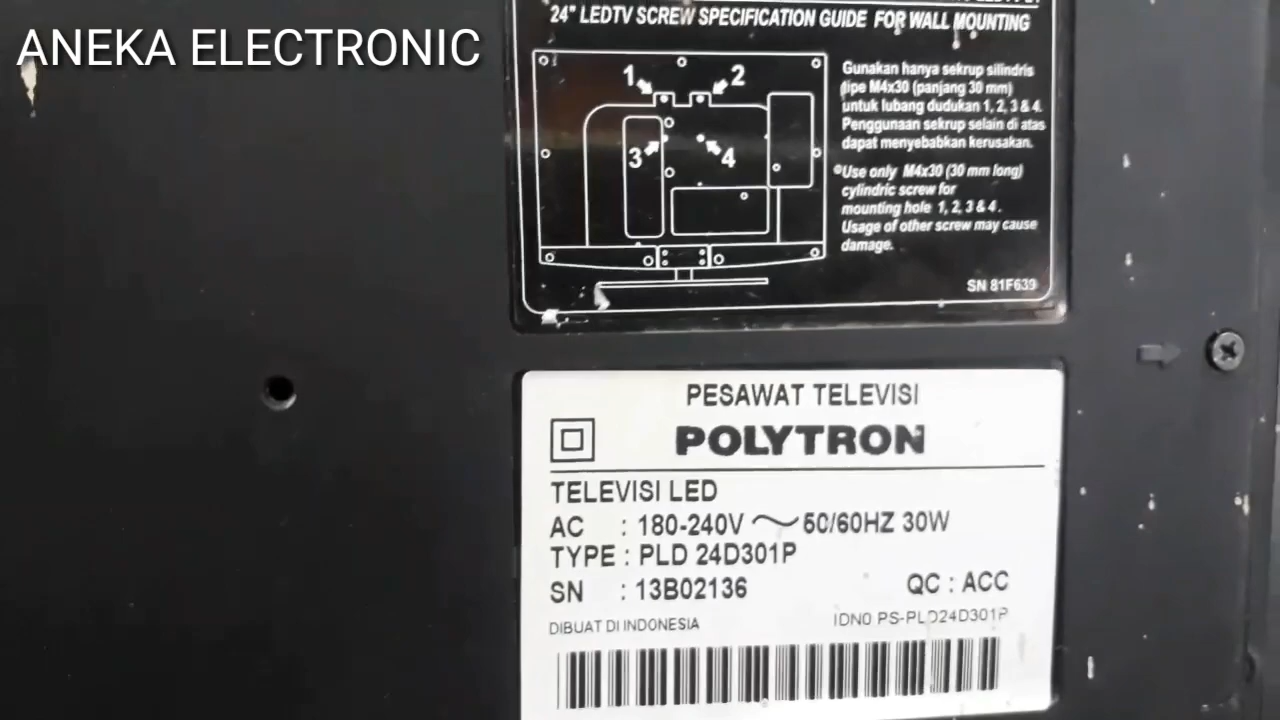 ANEKA ELECTRONIC
24" LEDTV SCREW SPECIFICATION GUIDE FOR WALL MOUNTING
1
2
3
4
Gunakan hanya sekrup silindris
tipe M4x30 (panjang 30 mm)
untuk lubang dudukan 1, 2, 3 & 4.
Penggunaan sekrup selain di atas
dapat menyebabkan kerusakan.
Use only M4x30 (30 mm long)
cylindric screw for
mounting hole 1, 2, 3 & 4.
Usage of other screw may cause
damage.
SN 81F639
PESAWAT TELEVISI
POLYTRON
TELEVISI LED
AC : 180-240V ~ 50/60HZ 30W
TYPE : PLD 24D301P
SN : 13B02136
QC : ACC
DIBUAT DI INDONESIA
IDNO PS-PLD24D301P